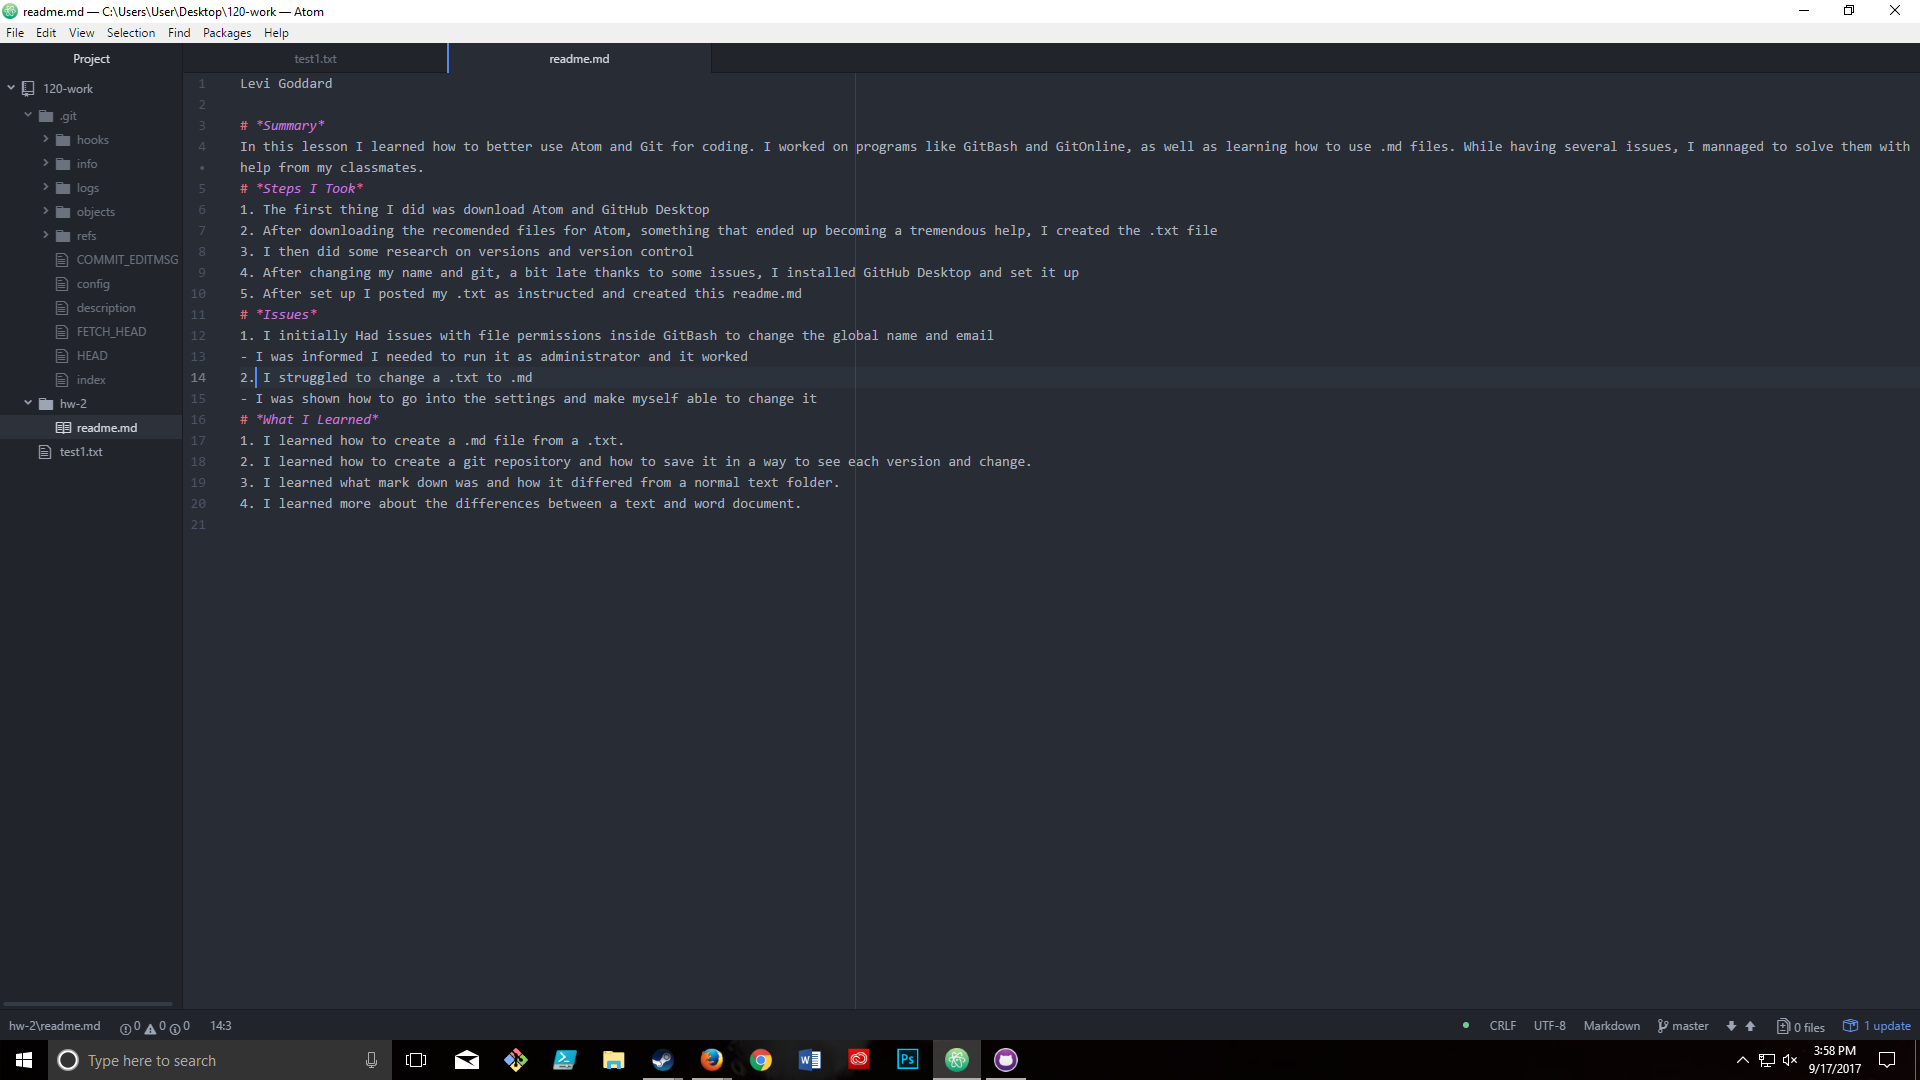 readme.md — C:\Users\User\Desktop\120-work — Atom
File Edit View Selection Find Packages Help
Project
test1.txt
readme.md
120-work
.git
hooks
info
logs
objects
refs
COMMIT_EDITMSG
config
description
FETCH_HEAD
HEAD
index
hw-2
readme.md
test1.txt
1 Levi Goddard
2
3 # *Summary*
4 In this lesson I learned how to better use Atom and Git for coding. I worked on programs like GitBash and GitOnline, as well as learning how to use .md files. While having several issues, I mannaged to solve them with
• help from my classmates.
5 # *Steps I Took*
6 1. The first thing I did was download Atom and GitHub Desktop
7 2. After downloading the recomended files for Atom, something that ended up becoming a tremendous help, I created the .txt file
8 3. I then did some research on versions and version control
9 4. After changing my name and git, a bit late thanks to some issues, I installed GitHub Desktop and set it up
10 5. After set up I posted my .txt as instructed and created this readme.md
11 # *Issues*
12 1. I initially Had issues with file permissions inside GitBash to change the global name and email
13 - I was informed I needed to run it as administrator and it worked
14 2. I struggled to change a .txt to .md
15 - I was shown how to go into the settings and make myself able to change it
16 # *What I Learned*
17 1. I learned how to create a .md file from a .txt.
18 2. I learned how to create a git repository and how to save it in a way to see each version and change.
19 3. I learned what mark down was and how it differed from a normal text folder.
20 4. I learned more about the differences between a text and word document.
21
hw-2\readme.md 0 0 0 14:3
CRLF UTF-8 Markdown master 0 files 1 update
Type here to search
Ps
3:58 PM
9/17/2017